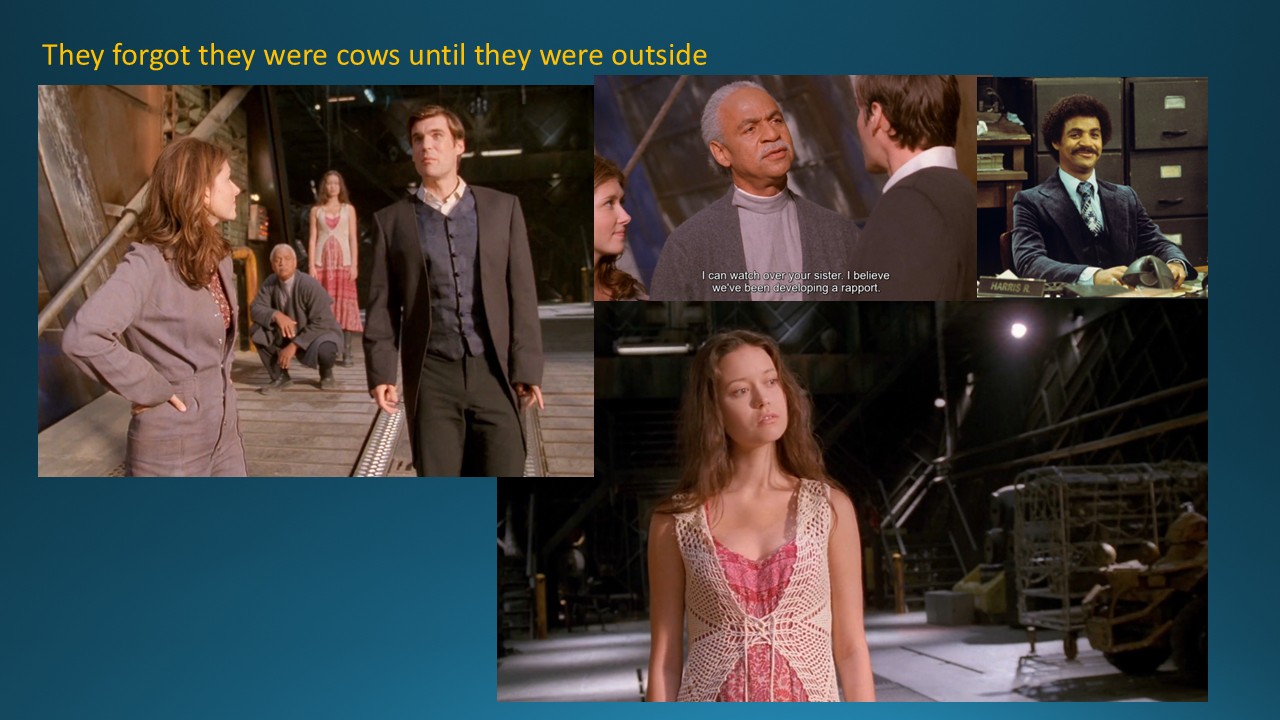 They forgot they were cows until they were outside
I can watch over your sister. I believe
we've been developing a rapport.
HARRIS R.